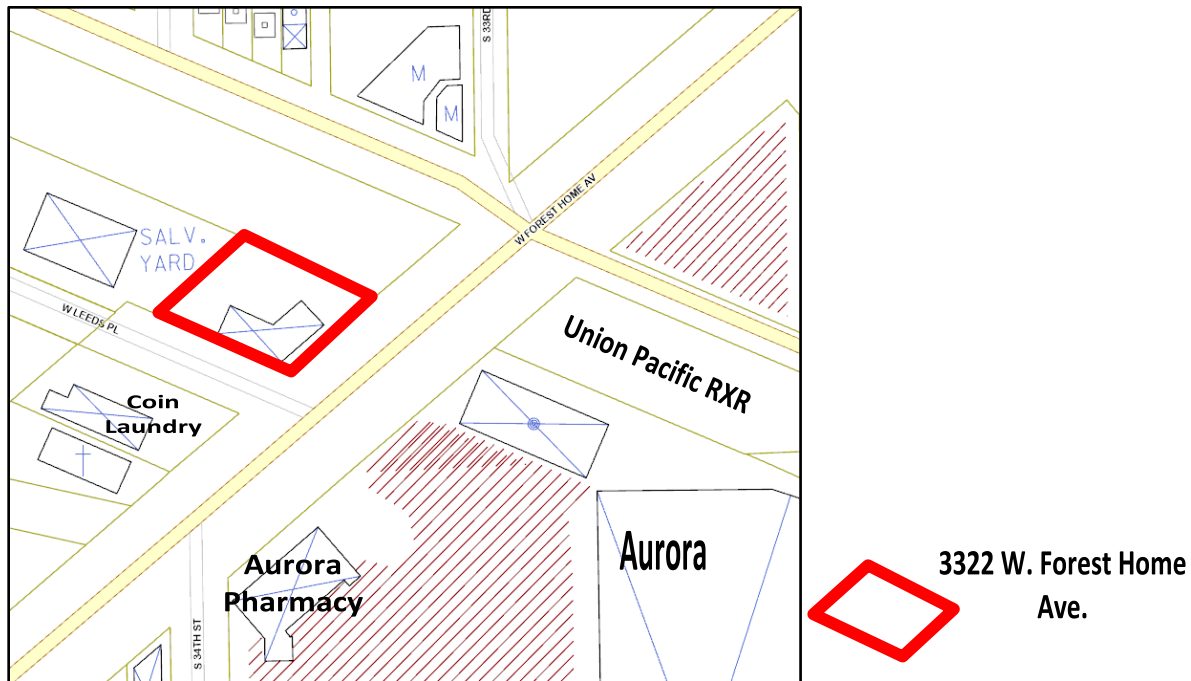 S 33RD
M
M
W FOREST HOME AV
SALV.
YARD
W LEEDS PL
Union Pacific RXR
Coin
Laundry
Aurora
Aurora
Pharmacy
S 34TH ST
3322 W. Forest Home
Ave.